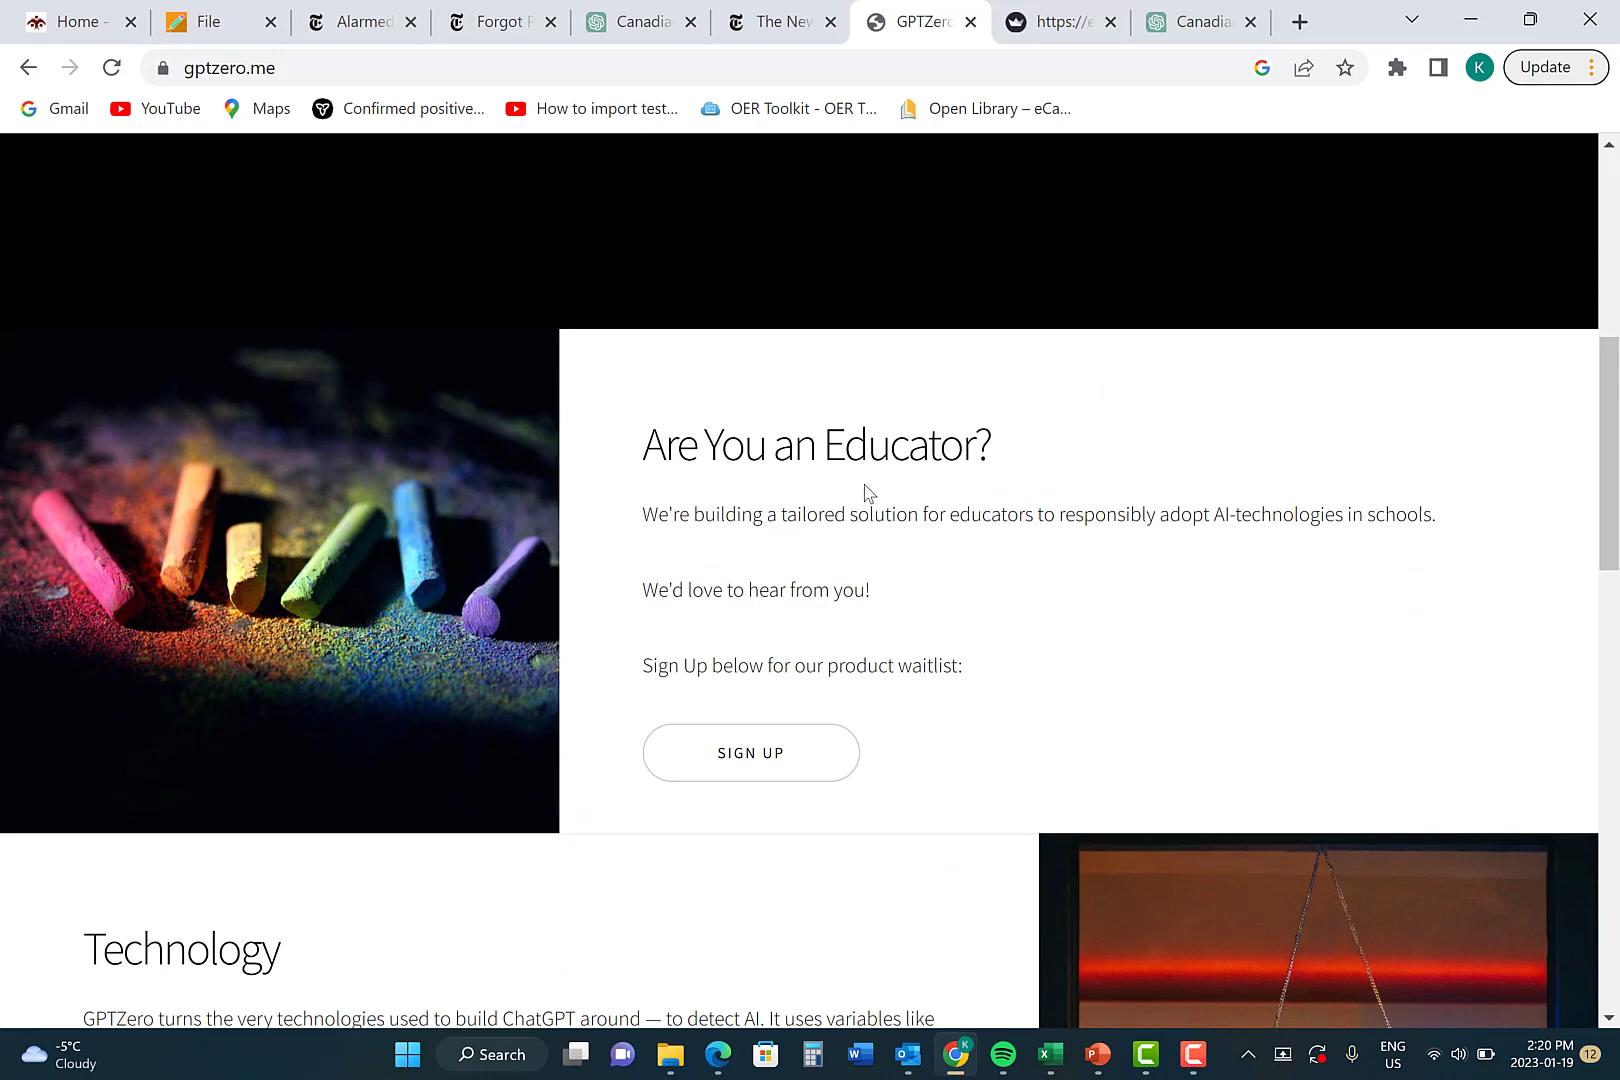 Home -
File
Alarmed
Forgot P
Canadia
The New
GPTZero
https://e
Canadia
gptzero.me
K
Update
Gmail
YouTube
Maps
Confirmed positive...
How to import test...
OER Toolkit - OER T...
Open Library – eCa...
Are You an Educator?
We're building a tailored solution for educators to responsibly adopt AI-technologies in schools.
We'd love to hear from you!
Sign Up below for our product waitlist:
SIGN UP
Technology
GPTZero turns the very technologies used to build ChatGPT around — to detect AI. It uses variables like
-5°C
Cloudy
Search
ENG
US
2:20 PM
2023-01-19
12